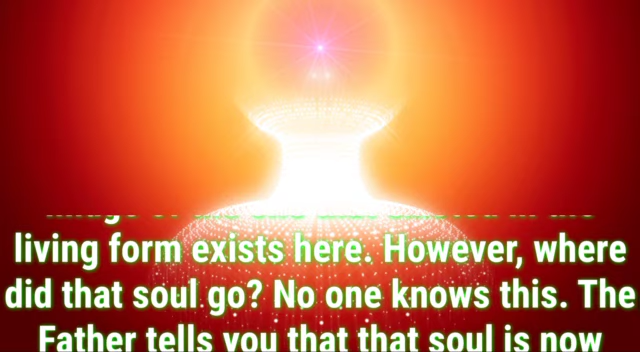 living form exists here. However, where
did that soul go? No one knows this. The
Father tells you that that soul is now